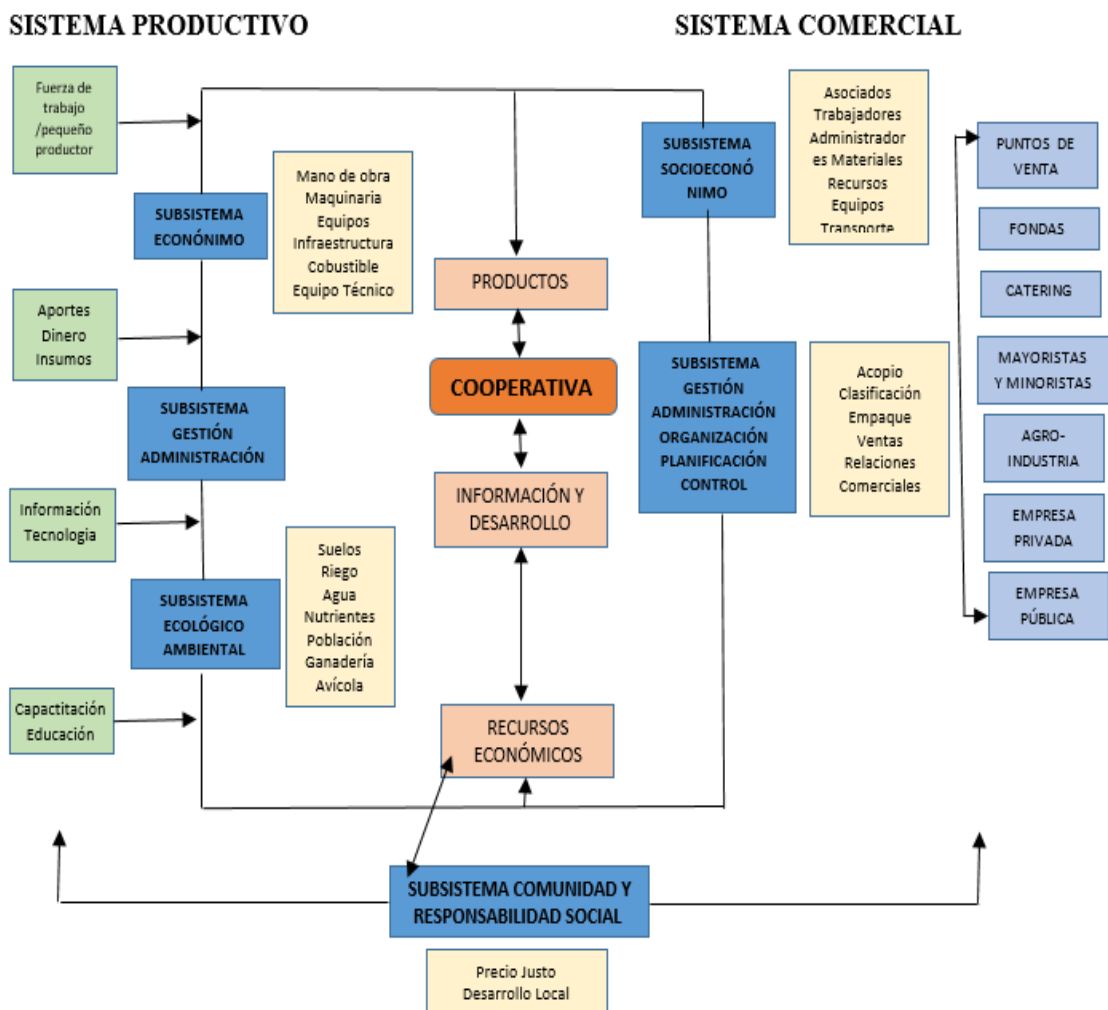 SISTEMA PRODUCTIVO
SISTEMA COMERCIAL
Fuerza de
trabajo
/pequeño
productor
SUBSISTEMA
ECONÓNIMO
Mano de obra
Maquinaria
Equipos
Infraestructura
Cobustible
Equipo Técnico
Aportes
Dinero
Insumos
SUBSISTEMA
GESTIÓN
ADMINISTRACIÓN
Información
Tecnologia
SUBSISTEMA
ECOLÓGICO
AMBIENTAL
Suelos
Riego
Agua
Nutrientes
Población
Ganadería
Avícola
Capactitación
Educación
PRODUCTOS
COOPERATIVA
INFORMACIÓN Y
DESARROLLO
RECURSOS
ECONÓMICOS
SUBSISTEMA
SOCIOECONÓ
NIMO
Asociados
Trabajadores
Administrador
es Materiales
Recursos
Equipos
Transporte
SUBSISTEMA
GESTIÓN
ADMINISTRACIÓN
ORGANIZACIÓN
PLANIFICACIÓN
CONTROL
Acopio
Clasificación
Empaque
Ventas
Relaciones
Comerciales
PUNTOS DE
VENTA
FONDAS
CATERING
MAYORISTAS
Y MINORISTAS
AGRO-
INDUSTRIA
EMPRESA
PRIVADA
EMPRESA
PÚBLICA
SUBSISTEMA COMUNIDAD Y
RESPONSABILIDAD SOCIAL
Precio Justo
Desarrollo Local